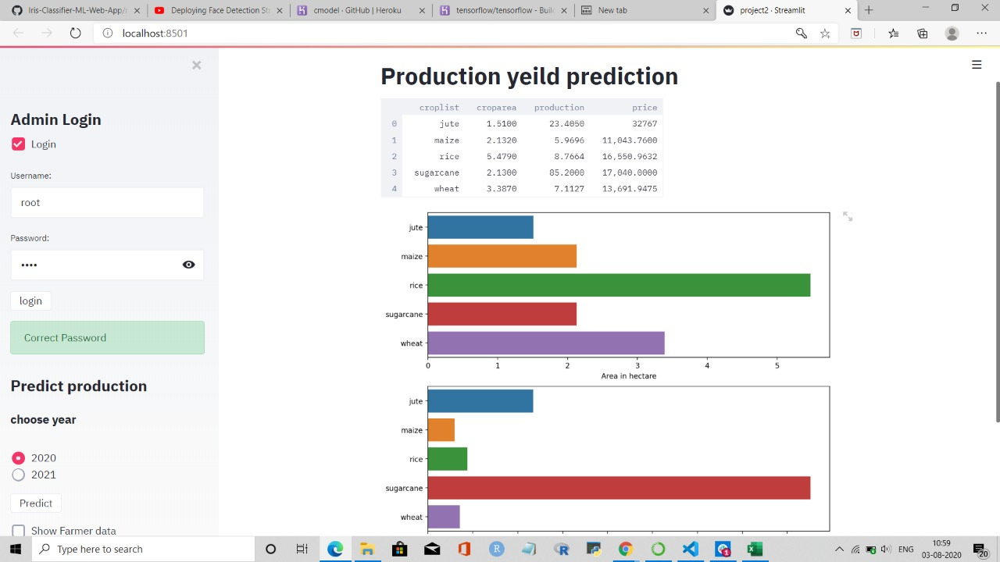 Iris-Classifier-ML-Web-App/
Deploying Face Detection St
cmodel · GitHub | Heroku
tensorflow/tensorflow - Buil
New tab
project2 · Streamlit
localhost:8501
Admin Login
Login
Username:
root
Password:
••••
login
Correct Password
Predict production
choose year
2020
2021
Predict
Show Farmer data
Production yeild prediction
croplist croparea production price
0 jute 1.5100 23.4050 32767
1 maize 2.1320 5.9696 11,043.7600
2 rice 5.4790 8.7664 16,550.9632
3 sugarcane 2.1300 85.2000 17,040.0000
4 wheat 3.3870 7.1127 13,691.9475
jute
maize
rice
sugarcane
wheat
0 1 2 3 4 5
Area in hectare
jute
maize
rice
sugarcane
wheat
Type here to search
ENG
10:59
03-08-2020
20